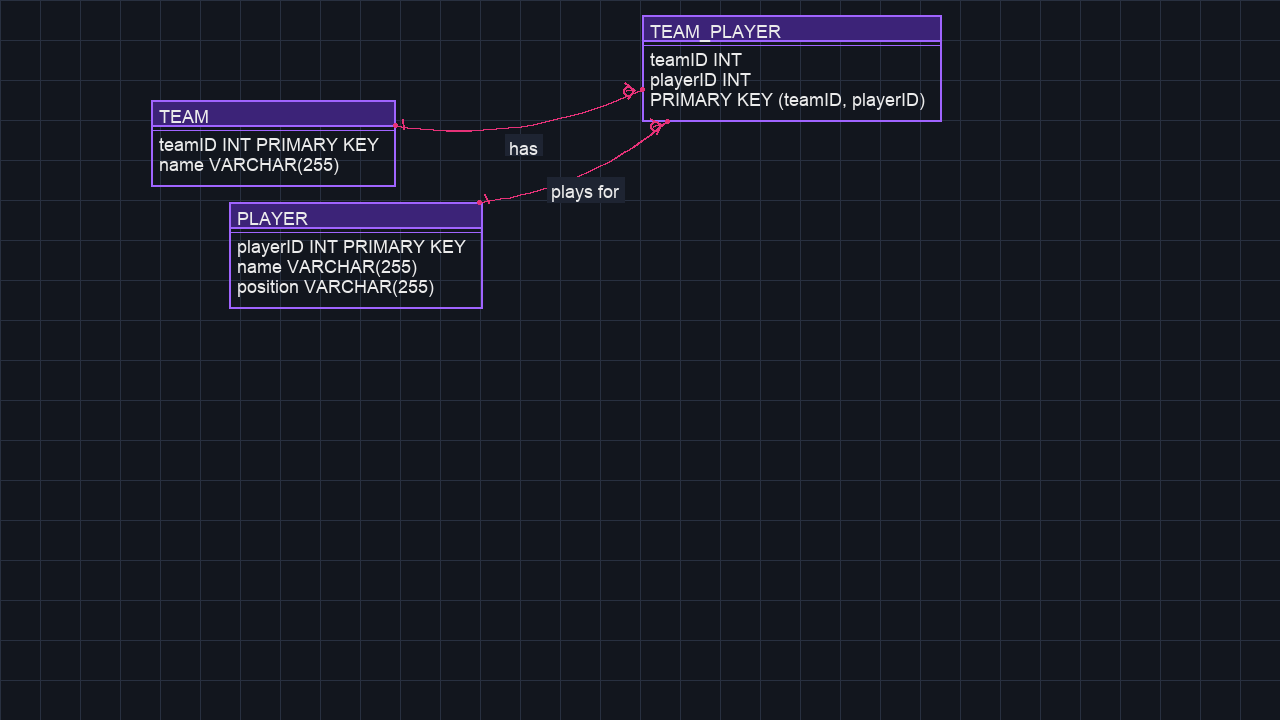 TEAM_PLAYER
teamID INT
playerID INT
PRIMARY KEY (teamID, playerID)
TEAM
teamID INT PRIMARY KEY
name VARCHAR(255)
has
plays for
PLAYER
playerID INT PRIMARY KEY
name VARCHAR(255)
position VARCHAR(255)